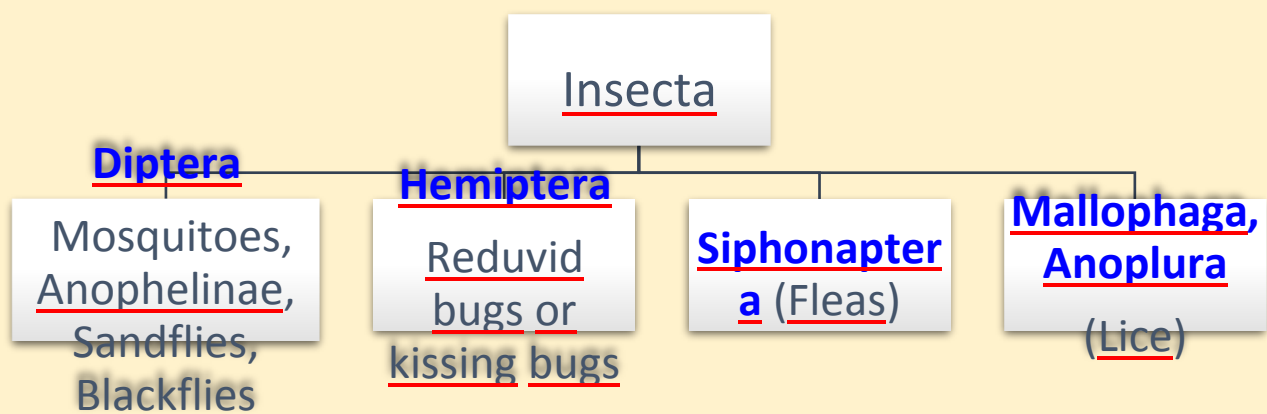 Insecta
Diptera
Mosquitoes,
Anophelinae,
Sandflies,
Blackflies
Hemiptera
Reduvid
bugs or
kissing bugs
Siphonapter
a (Fleas)
Mallophaga,
Anoplura
(Lice)